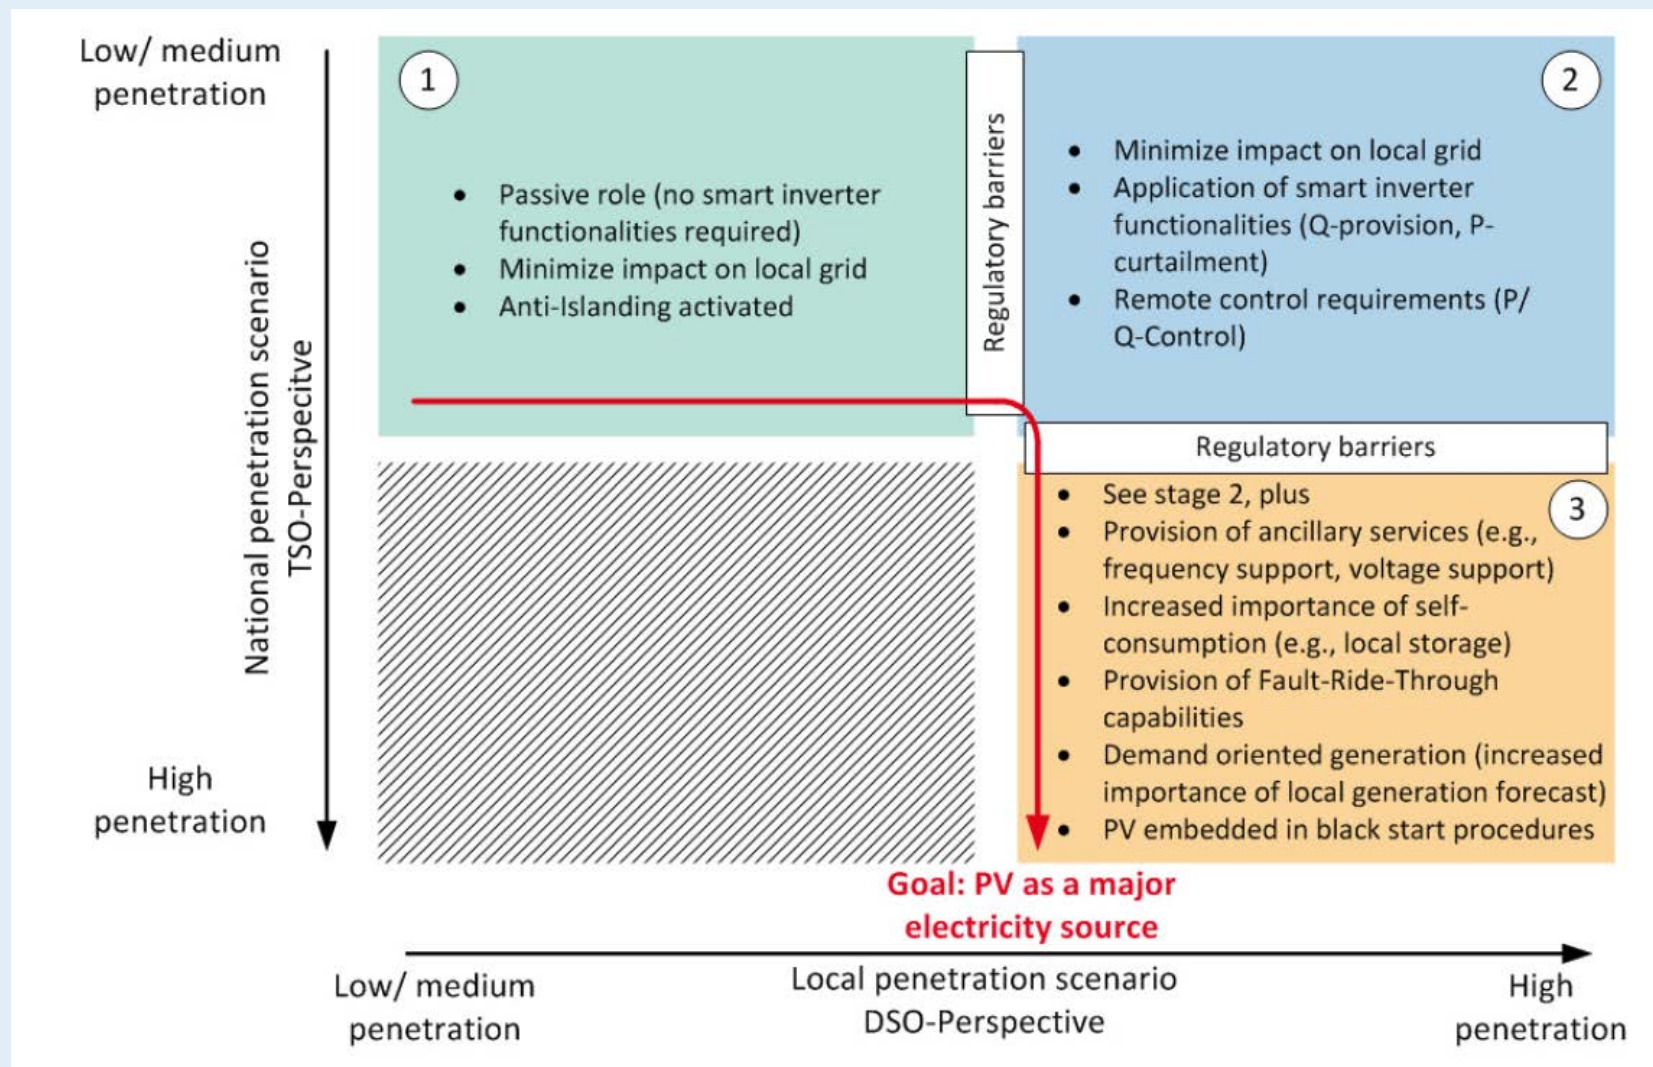 Low/ medium
penetration
National penetration scenario
TSO-Perspecitve
High
penetration
1
• Passive role (no smart inverter
functionalities required)
• Minimize impact on local grid
• Anti-Islanding activated
Regulatory barriers
2
• Minimize impact on local grid
• Application of smart inverter
functionalities (Q-provision, P-
curtailment)
• Remote control requirements (P/
Q-Control)
Regulatory barriers
3
• See stage 2, plus
• Provision of ancillary services (e.g.,
frequency support, voltage support)
• Increased importance of self-
consumption (e.g., local storage)
• Provision of Fault-Ride-Through
capabilities
• Demand oriented generation (increased
importance of local generation forecast)
• PV embedded in black start procedures
Goal: PV as a major
electricity source
Low/ medium
penetration
Local penetration scenario
DSO-Perspective
High
penetration